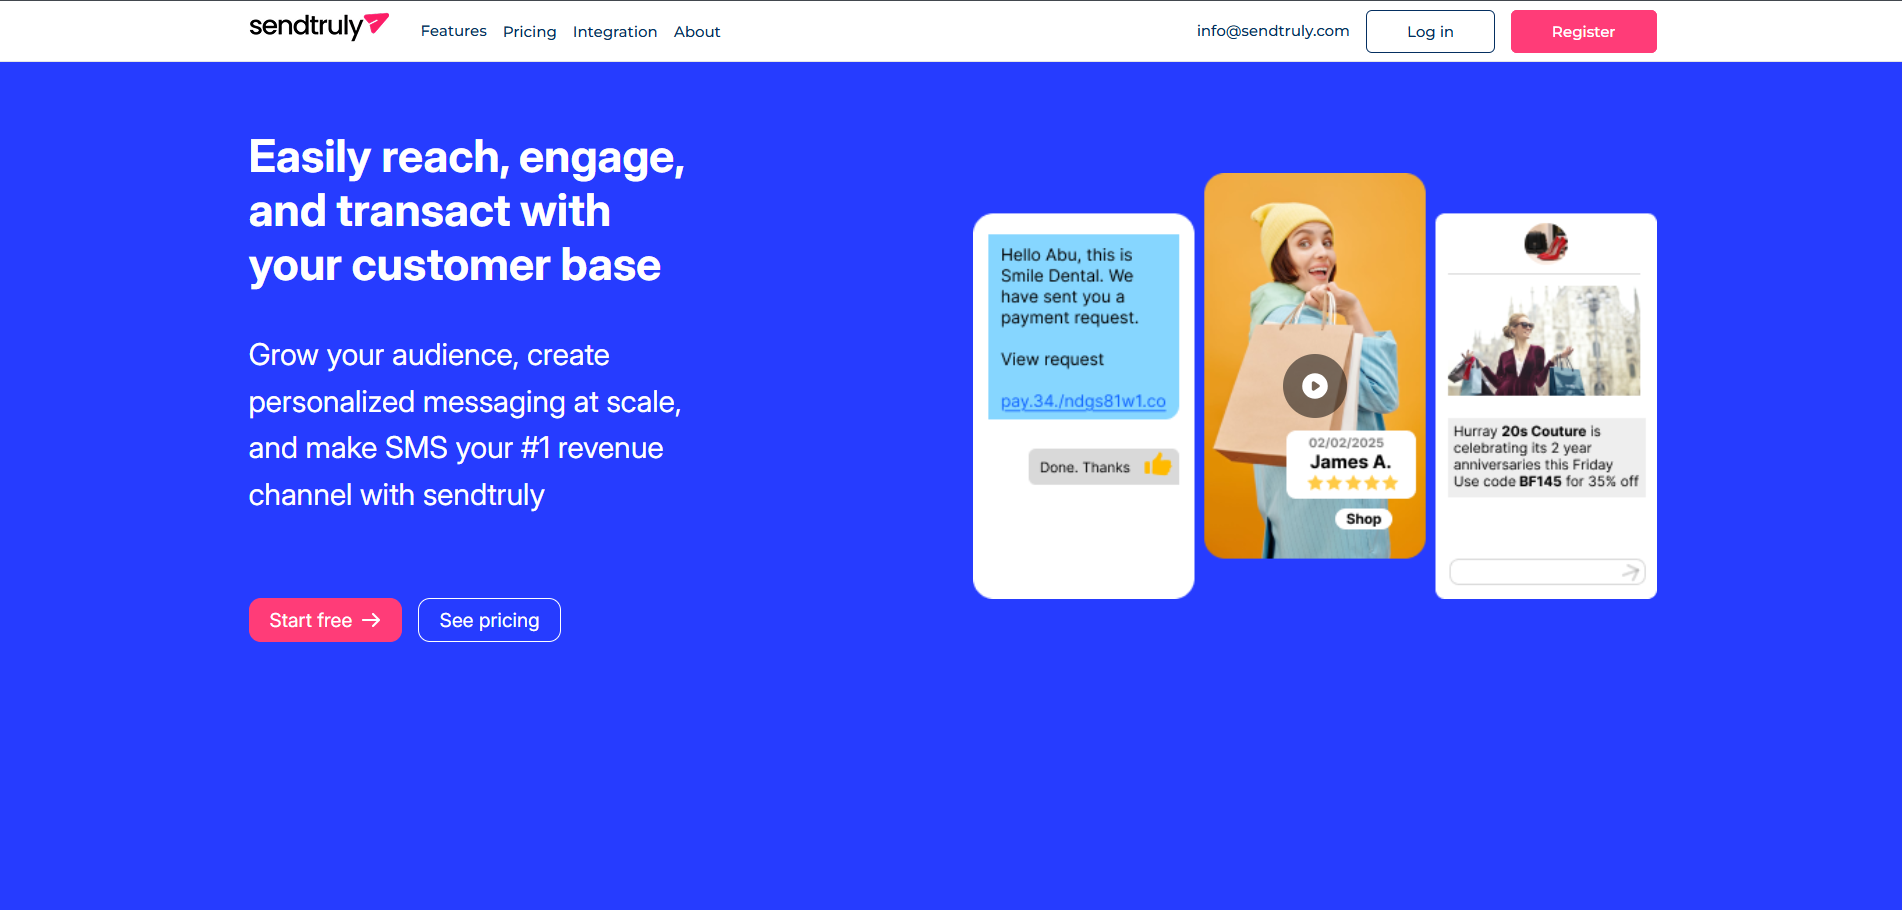 sendtruly
Features Pricing Integration About
info@sendtruly.com
Log in
Register
Easily reach, engage,
and transact with
your customer base
Grow your audience, create
personalized messaging at scale,
and make SMS your #1 revenue
channel with sendtruly
Start free
See pricing
Hello Abu, this is
Smile Dental. We
have sent you a
payment request.
View request
pay.34./ndgs81w1.co
Done. Thanks
02/02/2025
James A.
Shop
Hurray 20s Couture is
celebrating its 2 year
anniversaries this Friday
Use code BF145 for 35% off